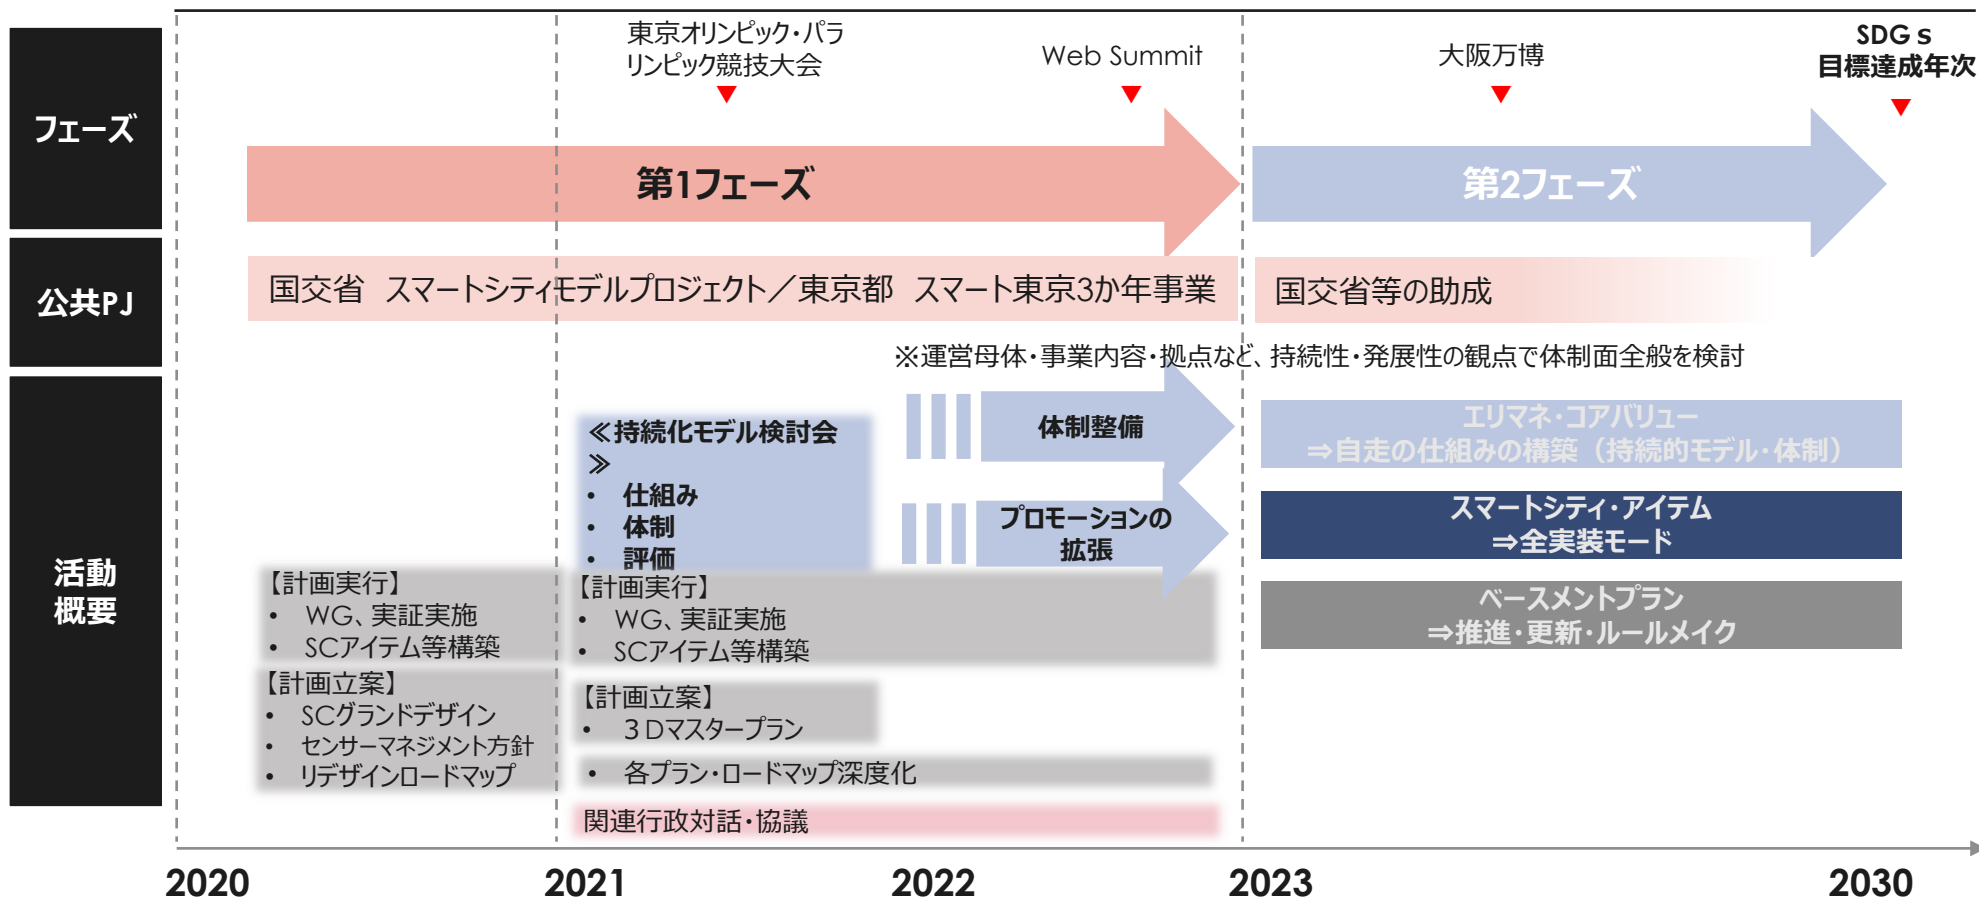 東京オリンピック・パラ
リンピック競技大会
Web Summit
大阪万博
SDGｓ
目標達成年次
フェーズ
第1フェーズ
第2フェーズ
公共PJ
国交省　スマートシティモデルプロジェクト／東京都　スマート東京3か年事業
国交省等の助成
※運営母体・事業内容・拠点など、持続性・発展性の観点で体制面全般を検討
活動
概要
≪持続化モデル検討会
≫
• 仕組み
• 体制
• 評価
体制整備
プロモーションの
拡張
エリマネ・コアバリュー
⇒自走の仕組みの構築（持続的モデル・体制）
スマートシティ・アイテム
⇒全実装モード
ベースメントプラン
⇒推進・更新・ルールメイク
【計画実行】
• WG、実証実施
• SCアイテム等構築
【計画実行】
• WG、実証実施
• SCアイテム等構築
【計画立案】
• SCグランドデザイン
• センサーマネジメント方針
• リデザインロードマップ
【計画立案】
• ３Dマスタープラン
• 各プラン・ロードマップ深度化
関連行政対話・協議
2020
2021
2022
2023
2030